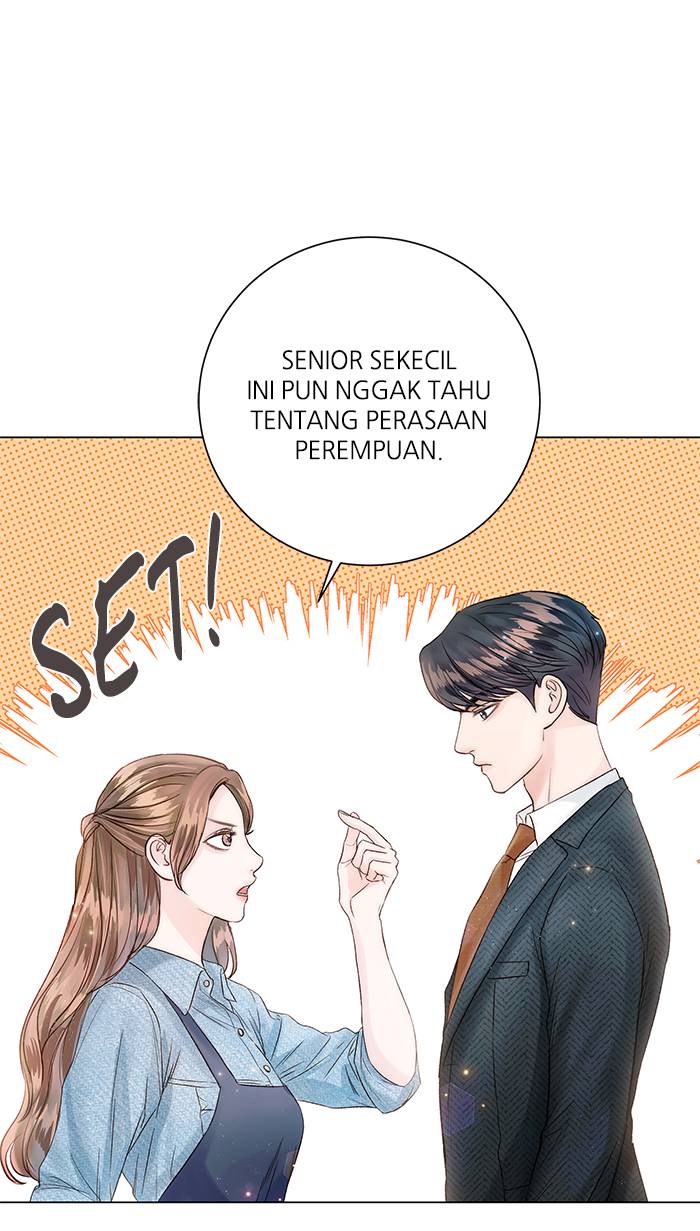 SENIOR SEKECIL
INI PUN NGGAK TAHU
TENTANG PERASAAN
PEREMPUAN.
SET!